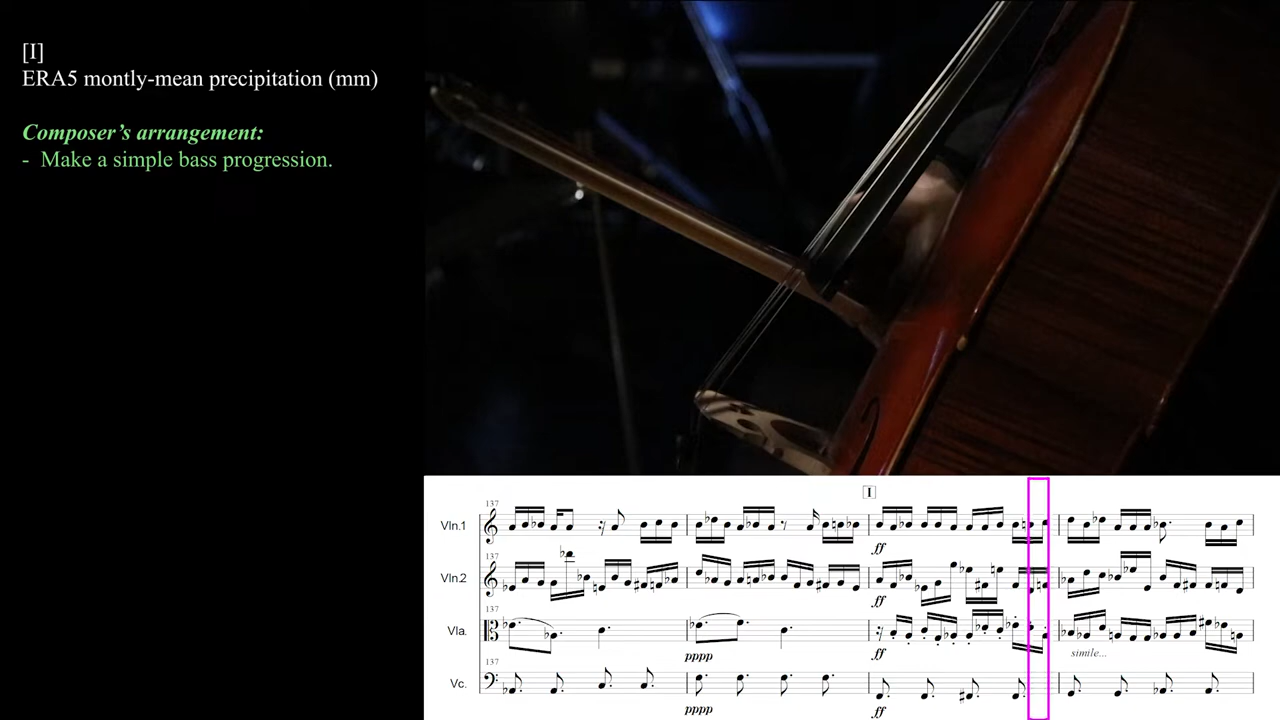 [I]
ERA5 montly-mean precipitation (mm)
Composer's arrangement:
- Make a simple bass progression.
I
137
Vln.1
ff
137
Vln.2
ff
137
Vla.
pppp
ff
simile...
137
Vc.
pppp
ff